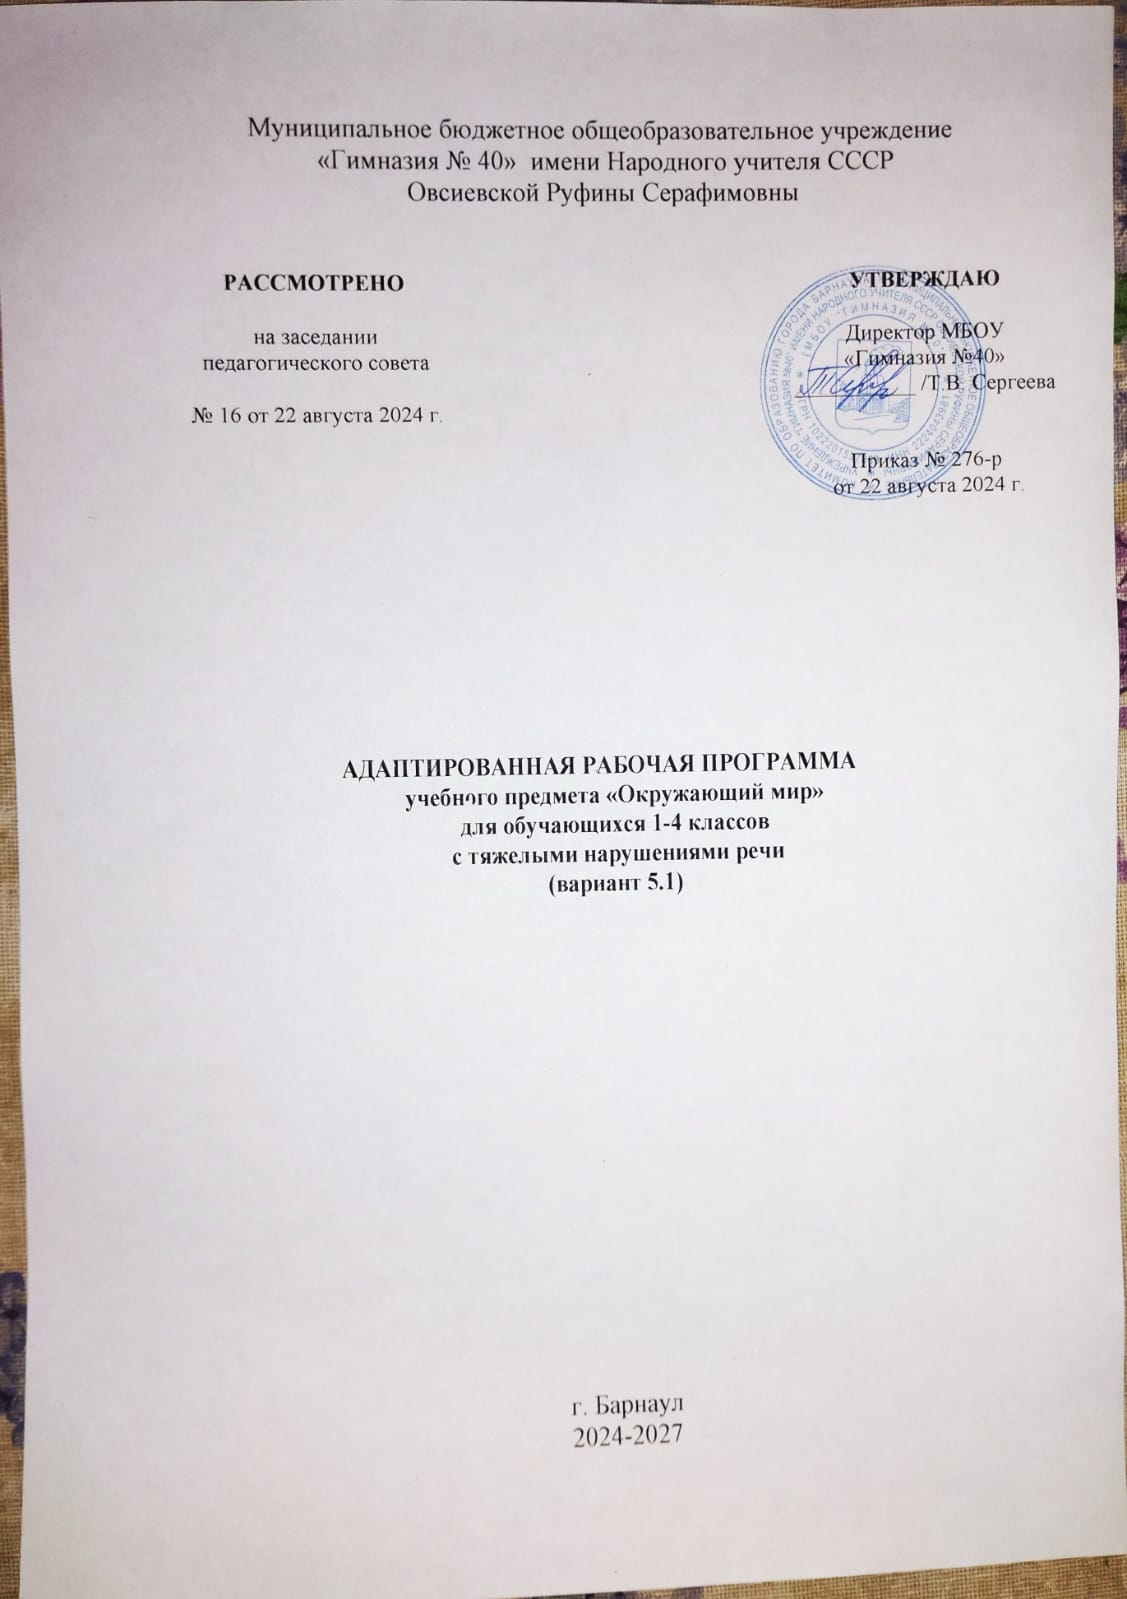 Муниципальное бюджетное общеобразовательное учреждение
«Гимназия № 40» имени Народного учителя СССР
Овсиевской Руфины Серафимовны
РАССМОТРЕНО
на заседании
педагогического совета
№ 16 от 22 августа 2024 г.
УТВЕРЖДАЮ
Директор МБОУ
«Гимназия №40»
/Т.В. Сергеева
Приказ № 276-р
от 22 августа 2024 г.
АДАПТИРОВАННАЯ РАБОЧАЯ ПРОГРАММА
учебного предмета «Окружающий мир»
для обучающихся 1-4 классов
с тяжелыми нарушениями речи
(вариант 5.1)
г. Барнаул
2024-2027